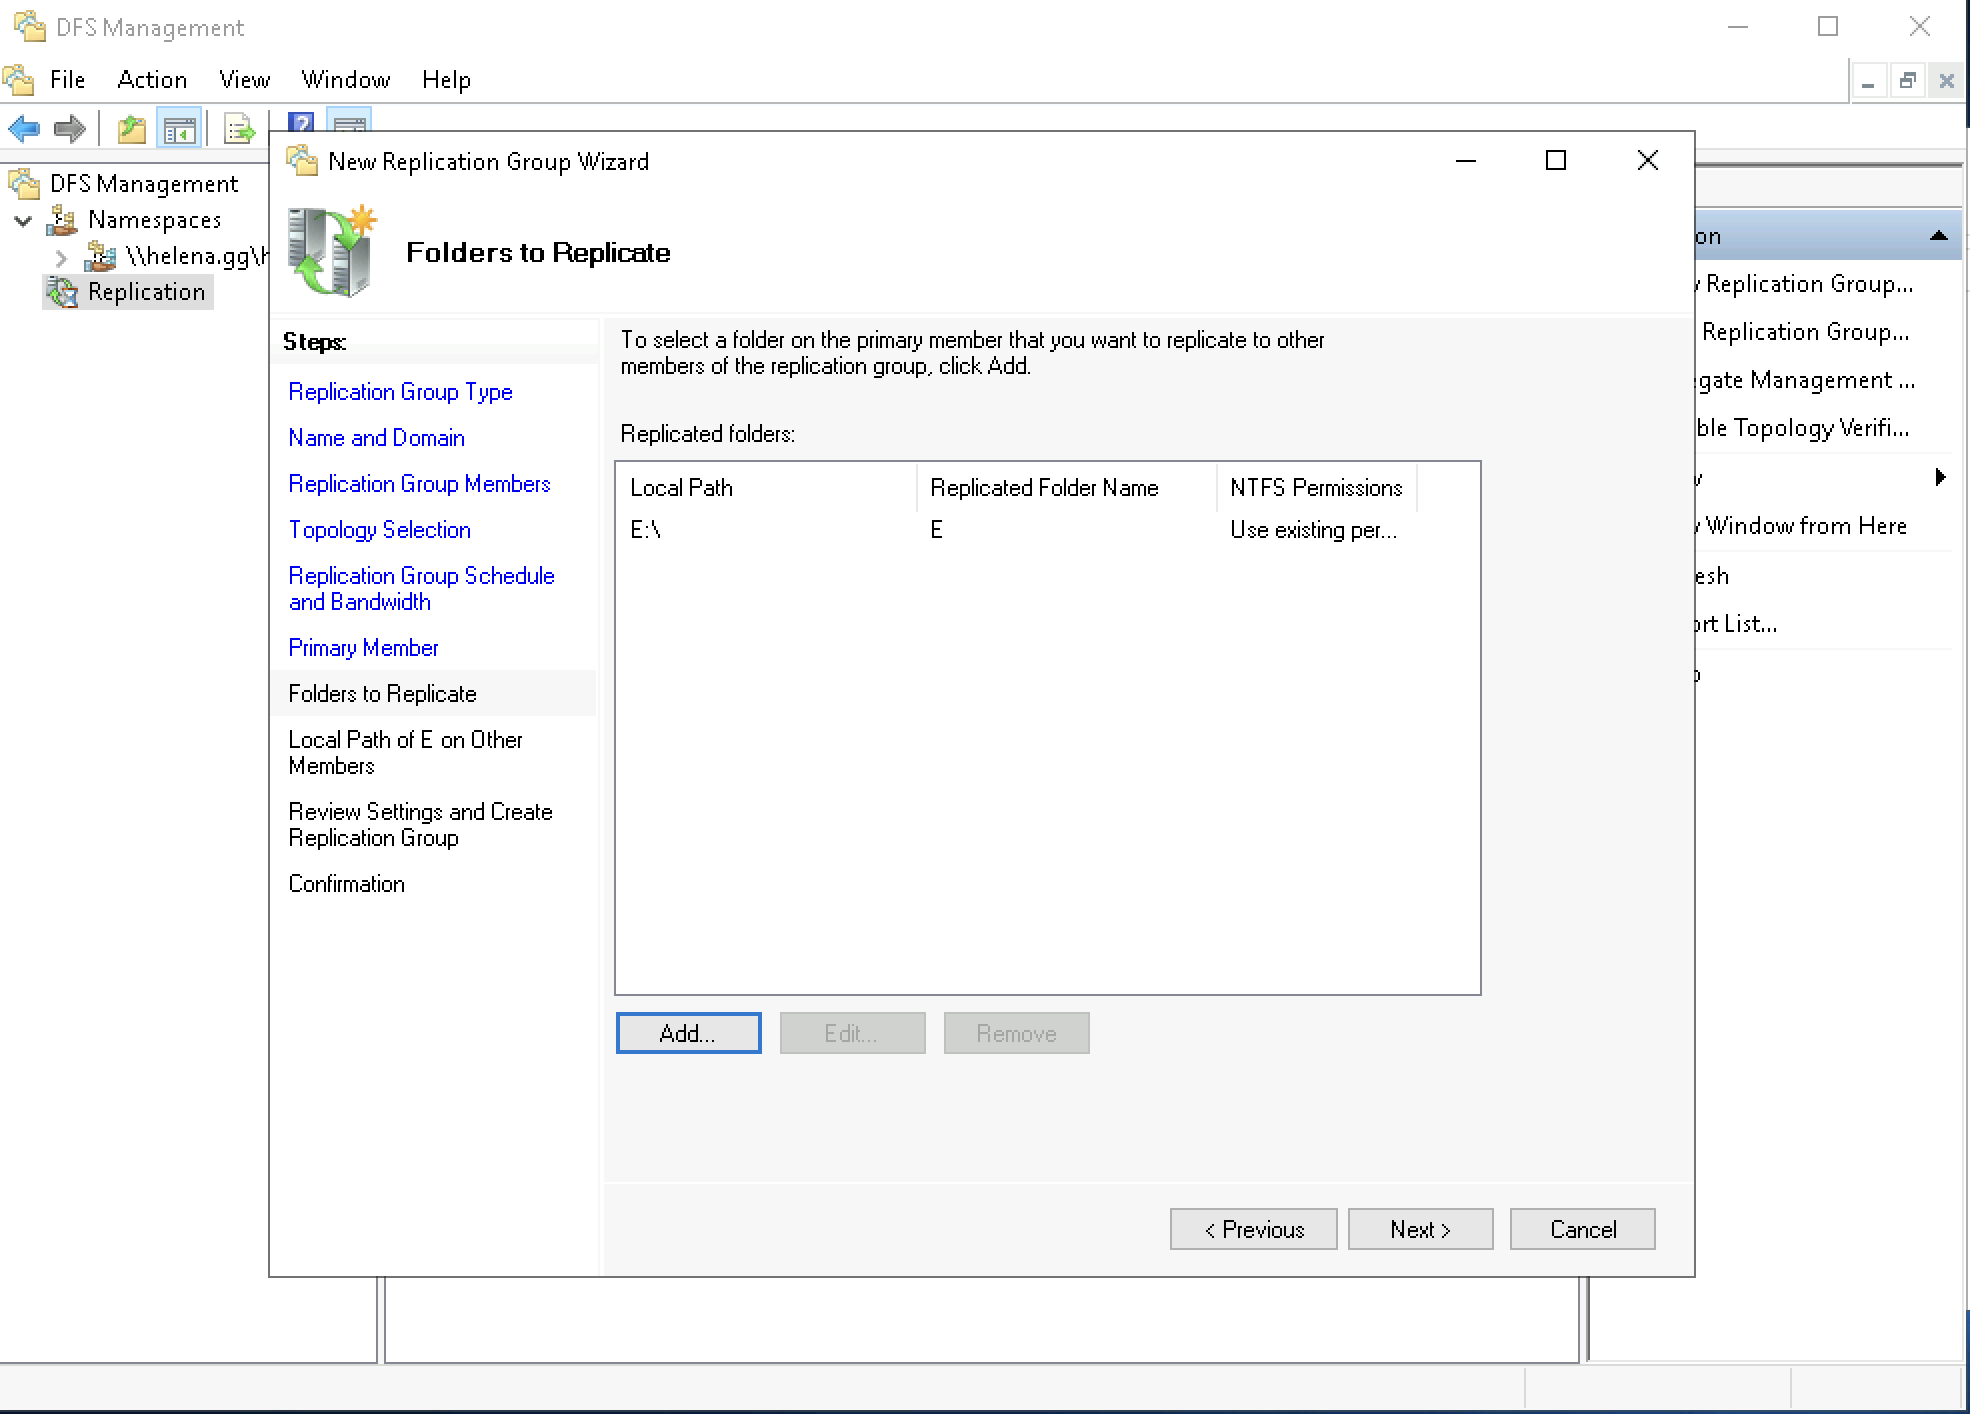 DFS Management
File Action View Window Help
New Replication Group Wizard
DFS Management
Namespaces
\\helena.gg\
Replication
Folders to Replicate
Steps:
Replication Group Type
Name and Domain
Replication Group Members
Topology Selection
Replication Group Schedule
and Bandwidth
Primary Member
Folders to Replicate
Local Path of E on Other
Members
Review Settings and Create
Replication Group
Confirmation
To select a folder on the primary member that you want to replicate to other
members of the replication group, click Add.
Replicated folders:
Local Path Replicated Folder Name NTFS Permissions
E:\ E Use existing per...
Add... Edit... Remove
< Previous Next > Cancel
on
Replication Group...
Replication Group...
gate Management ...
ble Topology Verifi...
Window from Here
esh
ort List...